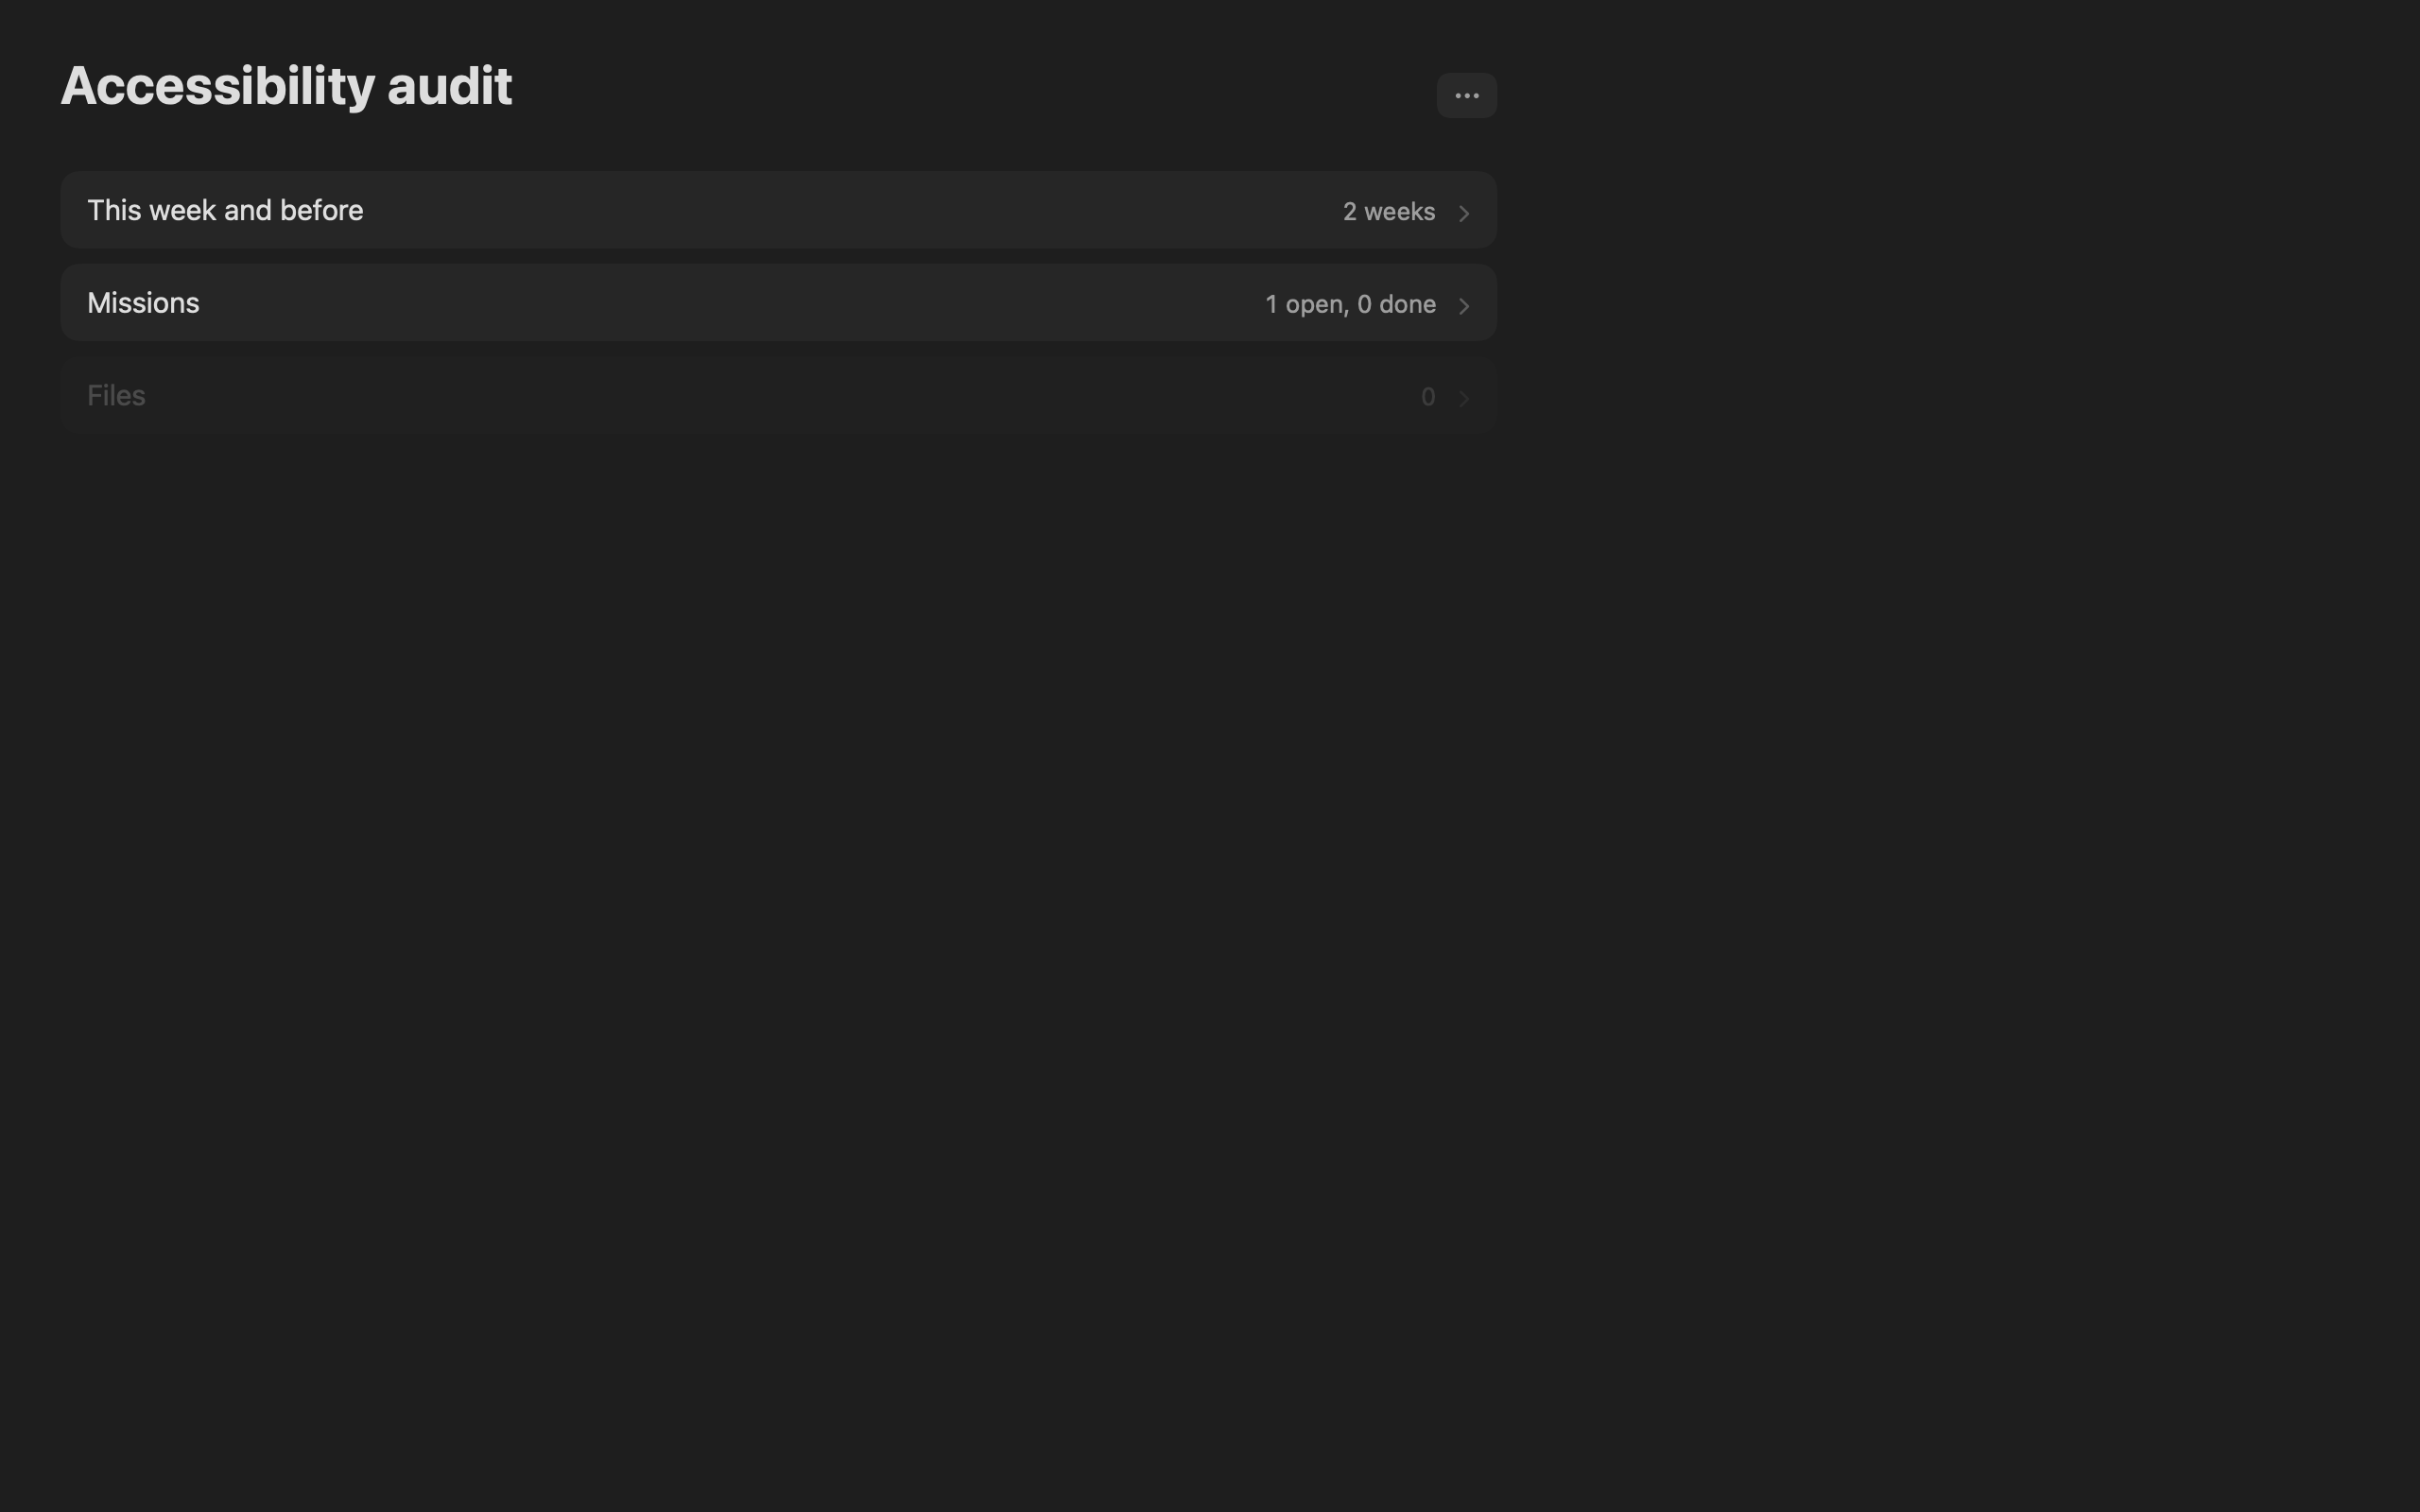 Accessibility audit
This week and before 2 weeks
Missions 1 open, 0 done
Files 0